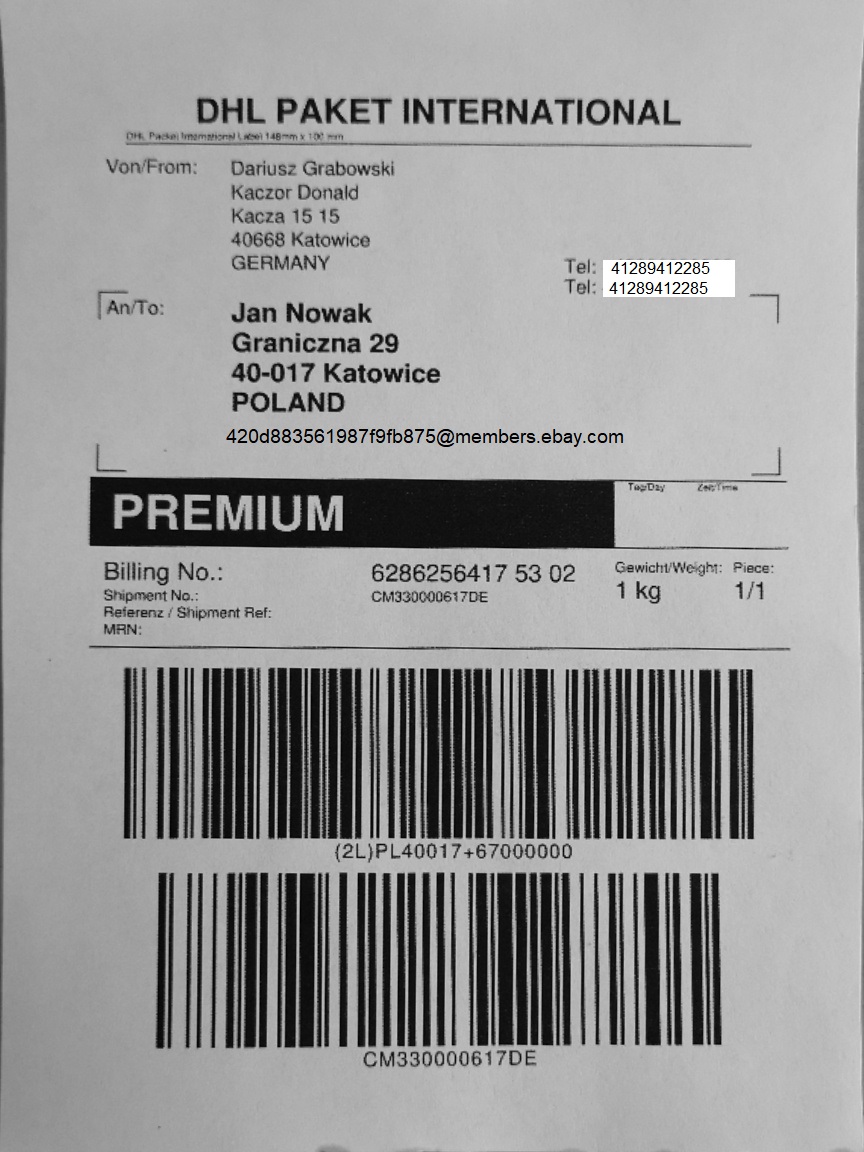 DHL PAKET INTERNATIONAL
DHL Packet International Label 148mm x 100 mm
Von/From: Dariusz Grabowski
Kaczor Donald
Kacza 15 15
40668 Katowice
GERMANY
Tel: 41289412285
Tel: 41289412285
An/To: Jan Nowak
Graniczna 29
40-017 Katowice
POLAND
420d883561987f9fb875@members.ebay.com
Tag/Day Zeit/Time
PREMIUM
Billing No.: 6286256417 53 02 Gewicht/Weight: Piece:
Shipment No.: CM330000617DE 1 kg 1/1
Referenz / Shipment Ref:
MRN:
(2L)PL40017+67000000
CM330000617DE